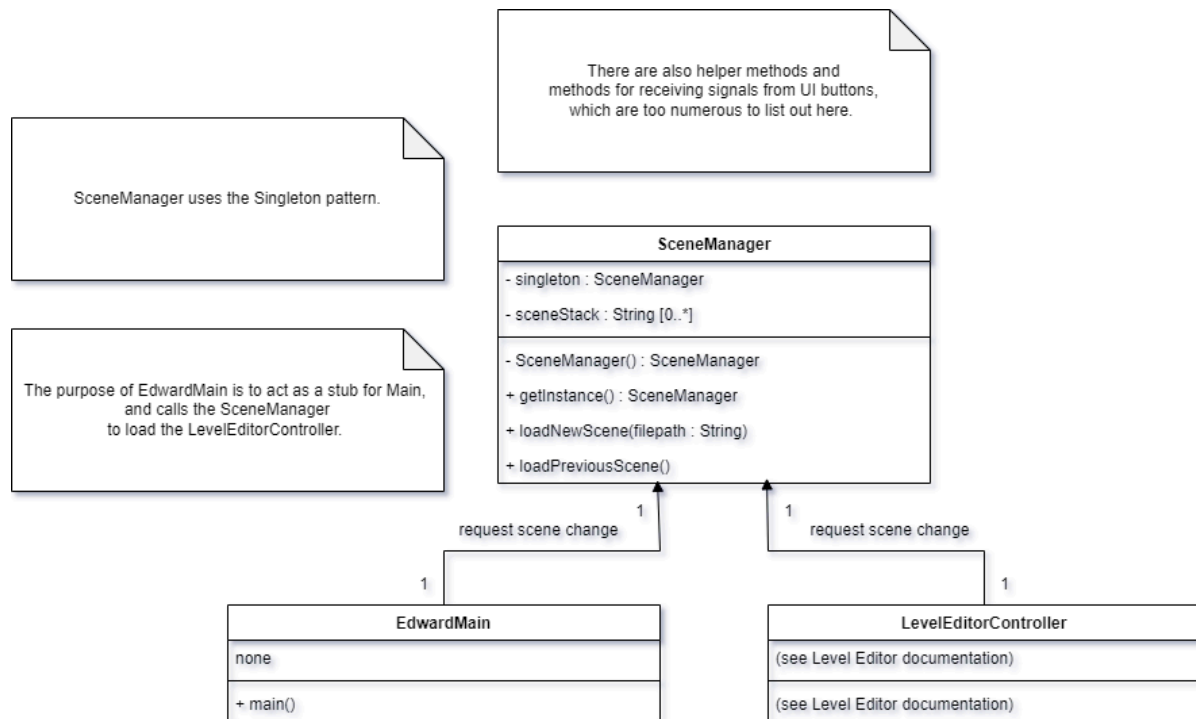 There are also helper methods and
methods for receiving signals from UI buttons,
which are too numerous to list out here.
SceneManager uses the Singleton pattern.
SceneManager
- singleton : SceneManager
- sceneStack : String [0..*]
- SceneManager() : SceneManager
+ getInstance() : SceneManager
+ loadNewScene(filepath : String)
+ loadPreviousScene()
The purpose of EdwardMain is to act as a stub for Main,
and calls the SceneManager
to load the LevelEditorController.
1
1
request scene change
request scene change
1
1
EdwardMain
none
+ main()
LevelEditorController
(see Level Editor documentation)
(see Level Editor documentation)